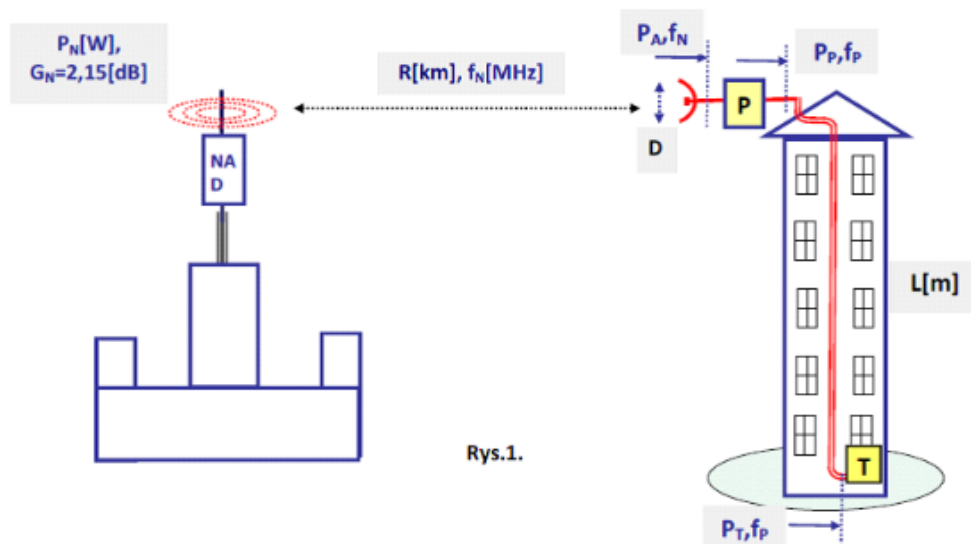 P_N[W],
G_N=2,15[dB]
R[km], f_N[MHz]
P_A,f_N
P_P,f_P
P
D
NA
D
L[m]
Rys.1.
T
P_T,f_P